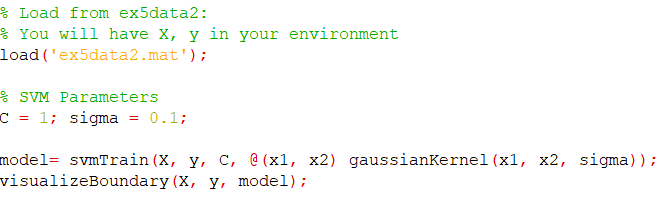 % Load from ex5data2:
% You will have X, y in your environment
load('ex5data2.mat');
% SVM Parameters
C = 1; sigma = 0.1;
model= svmTrain(X, y, C, @(x1, x2) gaussianKernel(x1, x2, sigma));
visualizeBoundary(X, y, model);